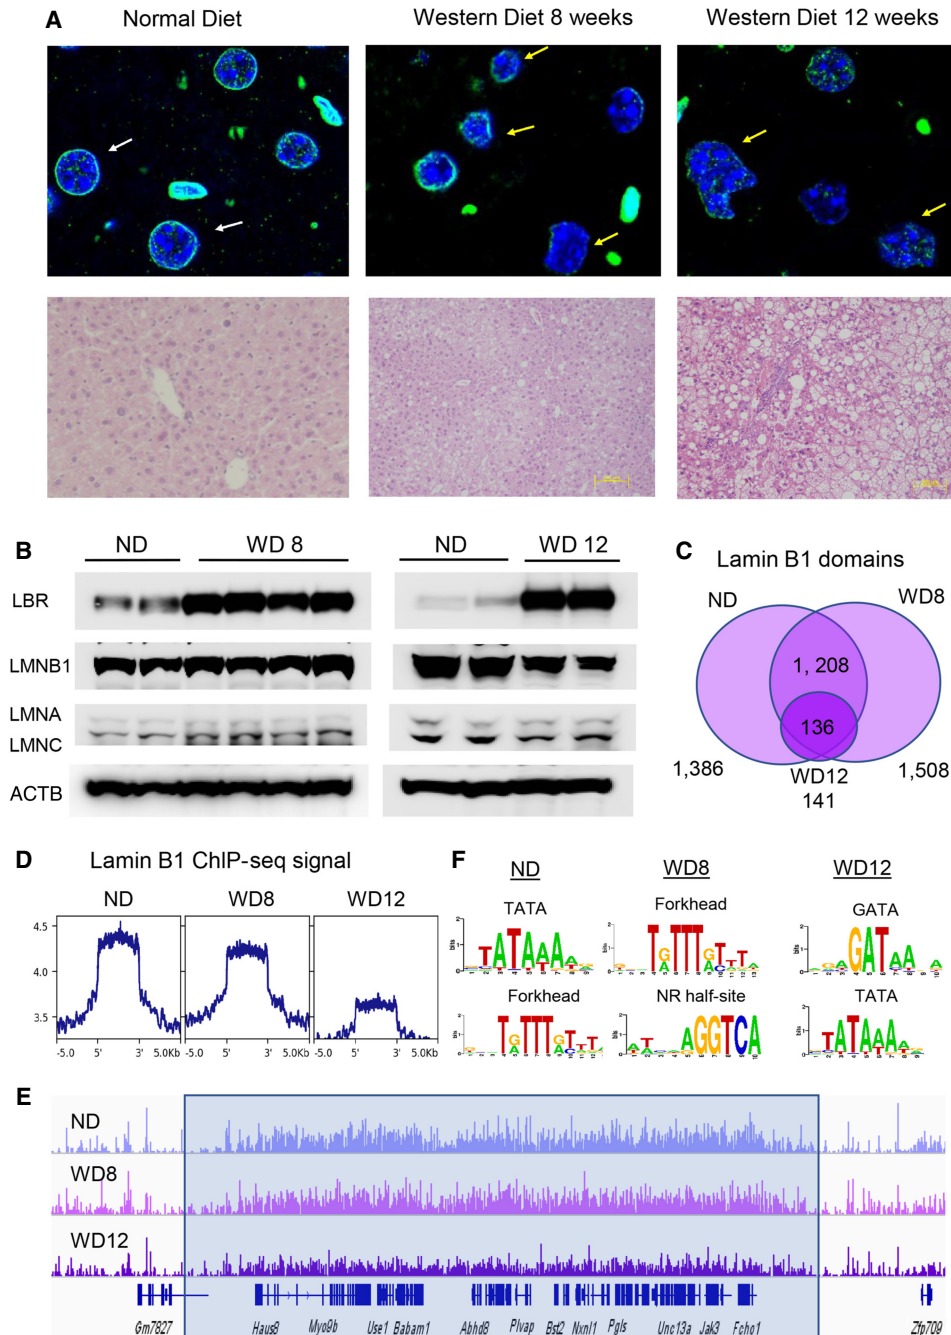 A
Normal Diet
Western Diet 8 weeks
Western Diet 12 weeks
B
ND
WD 8
ND
WD 12
LBR
LMNB1
LMNA
LMNC
ACTB
C
Lamin B1 domains
ND
WD8
1, 208
136
1,386
WD12
141
1,508
D
Lamin B1 ChIP-seq signal
ND
WD8
WD12
4.5
4.0
3.5
-5.0 5' 3' 5.0Kb
-5.0 5' 3' 5.0Kb
-5.0 5' 3' 5.0Kb
F
ND
WD8
WD12
TATA
Forkhead
GATA
Forkhead
NR half-site
TATA
E
ND
WD8
WD12
Gm7827
Haus8
Myo9b
Use1
Babam1
Abhd8
Plvap
Bst2
Nxnl1
Pgls
Unc13a
Jak3
Fcho1
Zfp709